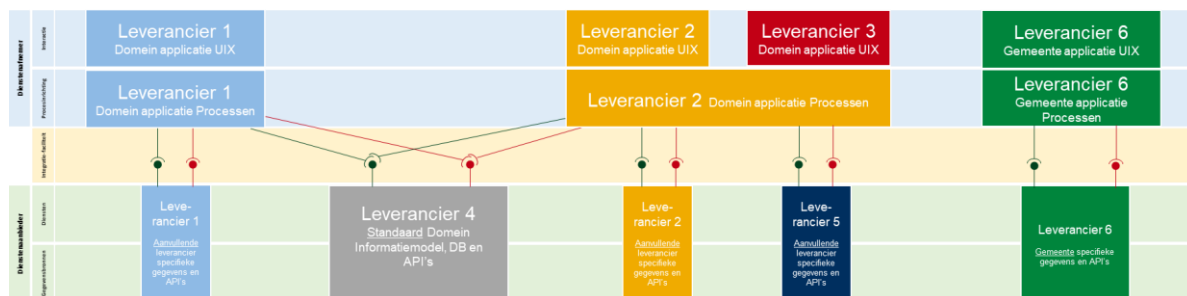 Dienstenafnemer
Interactie
Leverancier 1
Domein applicatie UIX
Leverancier 2
Domein applicatie UIX
Leverancier 3
Domein applicatie UIX
Leverancier 6
Gemeente applicatie UIX
Procesinrichting
Leverancier 1
Domein applicatie Processen
Leverancier 2 Domein applicatie Processen
Leverancier 6
Gemeente applicatie
Processen
Integratie-faciliteit
Dienstenaanbieder
Diensten
Gegevensbronnen
Leve-
rancier 1
Aanvullende
leverancier
specifieke
gegevens en
API's
Leverancier 4
Standaard Domein
Informatiemodel, DB en
API's
Leve-
rancier 2
Aanvullende
leverancier
specifieke
gegevens en
API's
Leve-
rancier 5
Aanvullende
leverancier
specifieke
gegevens en
API's
Leverancier 6
Gemeente specifieke
gegevens en API's